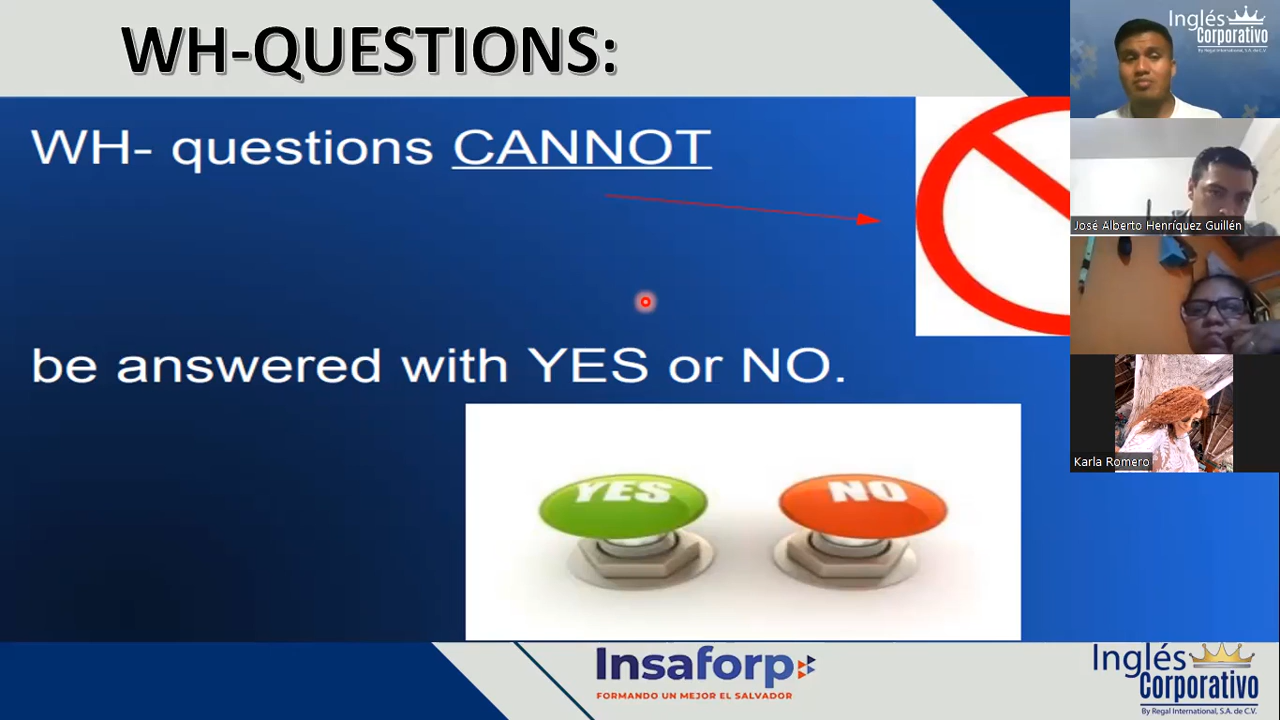 WH-QUESTIONS:
WH- questions CANNOT
be answered with YES or NO.
YES
NO
Inglés
Corporativo
By Regal International, S.A. de C.V.
José Alberto Henríquez Guillén
Karla Romero
Insaforp
FORMANDO UN MEJOR EL SALVADOR
Inglés
Corporativo
By Regal International, S.A. de C.V.